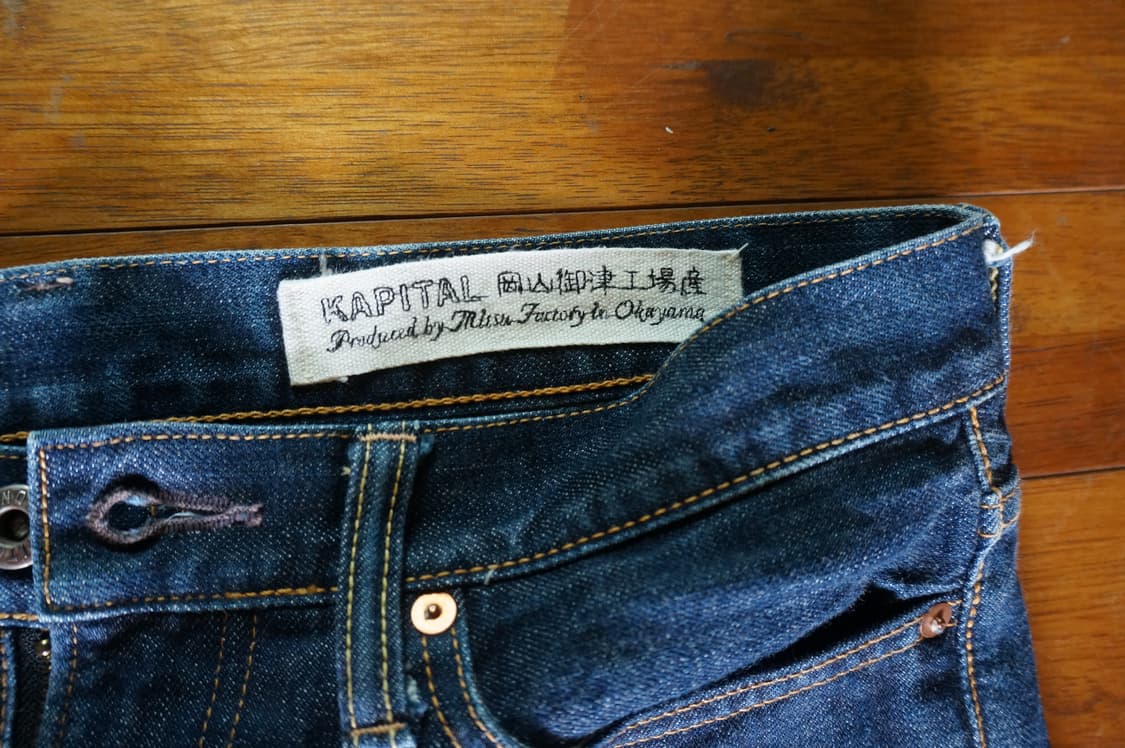 KAPITAL 岡山御津工場産
Produced by Mitsu Factory In Okayama